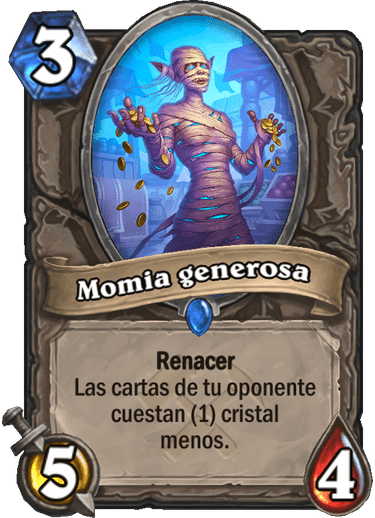 3
Momia generosa
Renacer
Las cartas de tu oponente
cuestan (1) cristal
menos.
5
4